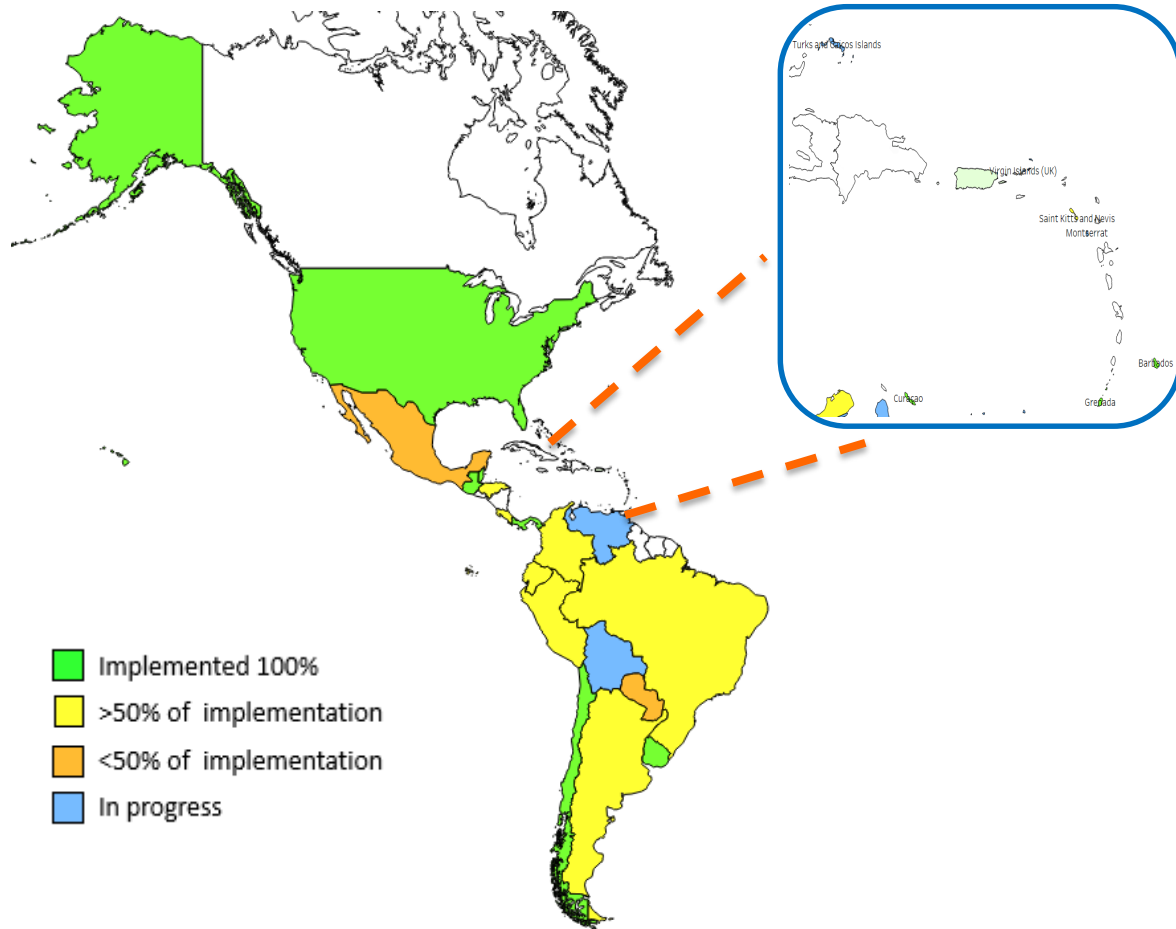 Turks and Caicos Islands
Virgin Islands (UK)
Saint Kitts and Nevis
Montserrat
Barbados
Curaçao
Grenada
Implemented 100%
>50% of implementation
<50% of implementation
In progress